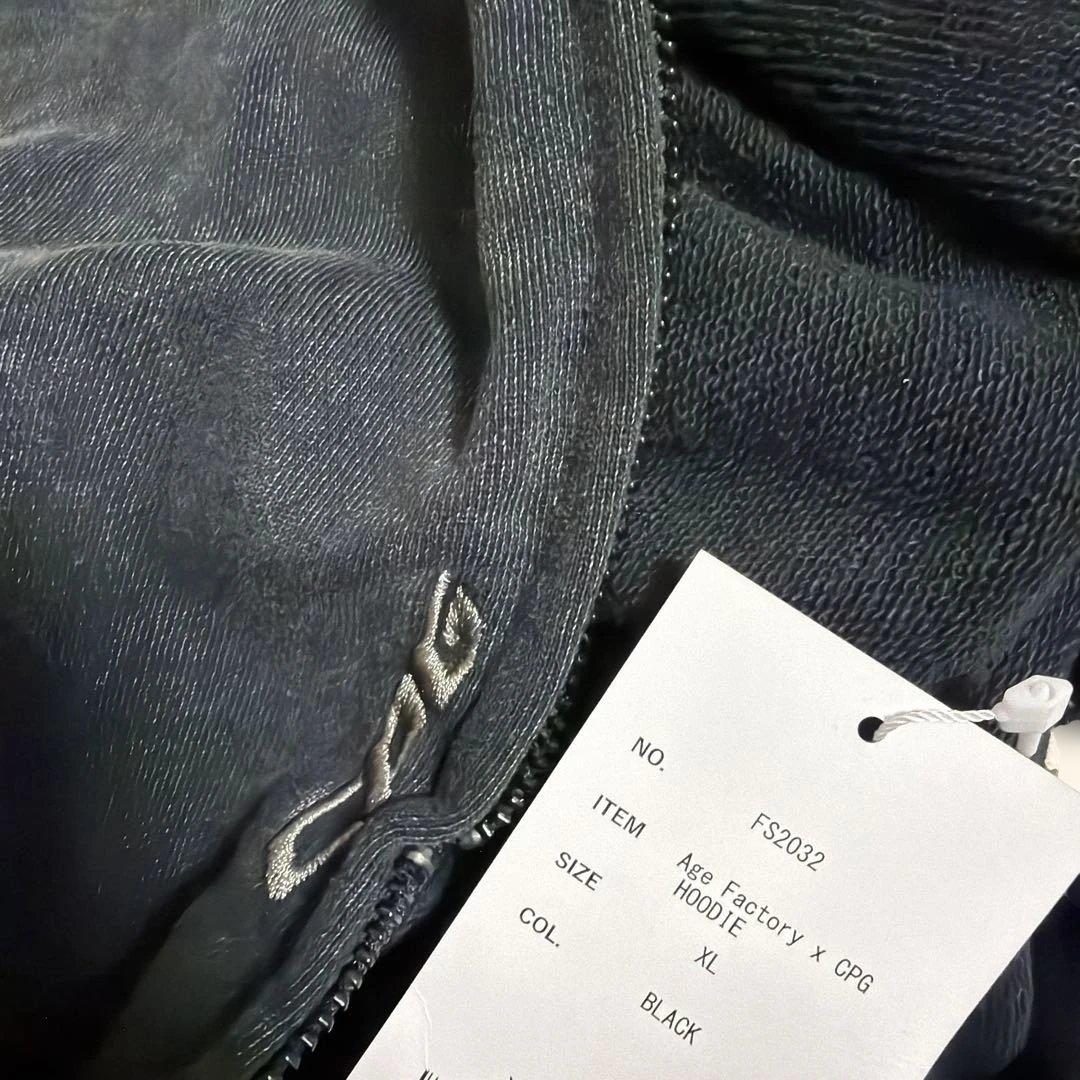 NO. FS2032
ITEM Age Factory x CPG
HOODIE
SIZE XL
COL. BLACK